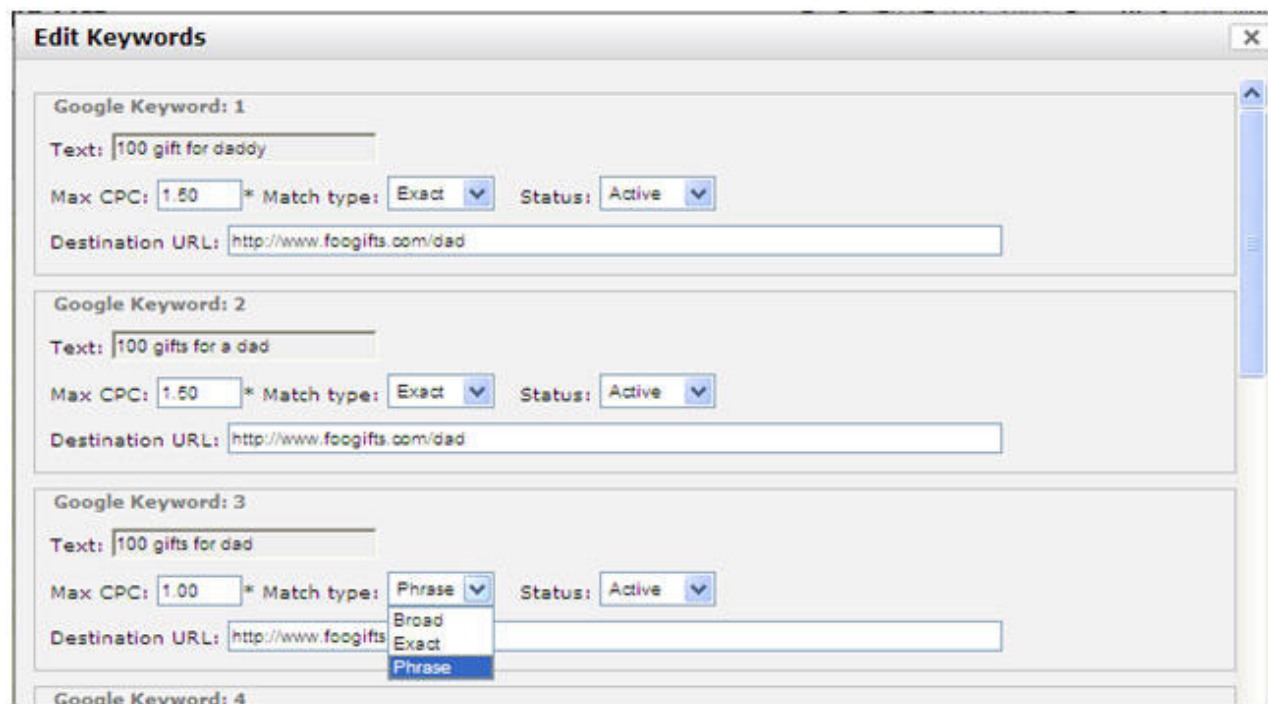 Edit Keywords
Google Keyword: 1
Text: 100 gift for daddy
Max CPC: 1.50 * Match type: Exact Status: Active
Destination URL: http://www.foogifts.com/dad
Google Keyword: 2
Text: 100 gifts for a dad
Max CPC: 1.50 * Match type: Exact Status: Active
Destination URL: http://www.foogifts.com/dad
Google Keyword: 3
Text: 100 gifts for dad
Max CPC: 1.00 * Match type: Phrase Status: Active
Broad
Destination URL: http://www.foogifts
Exact
Phrase
Google Keyword: 4